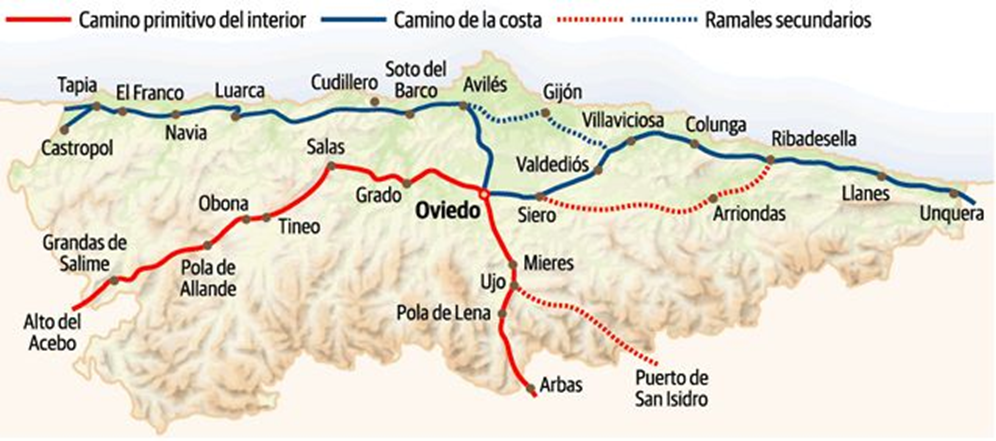 Camino primitivo del interior
Camino de la costa
Ramales secundarios
Tapia
El Franco
Luarca
Cudillero
Soto del
Barco
Avilés
Gijón
Navia
Castropol
Villaviciosa
Colunga
Ribadesella
Salas
Valdediós
Grado
Oviedo
Siero
Arriondas
Llanes
Unquera
Obona
Tineo
Grandas de
Salime
Pola de
Allande
Mieres
Ujo
Pola de Lena
Alto del
Acebo
Arbas
Puerto de
San Isidro